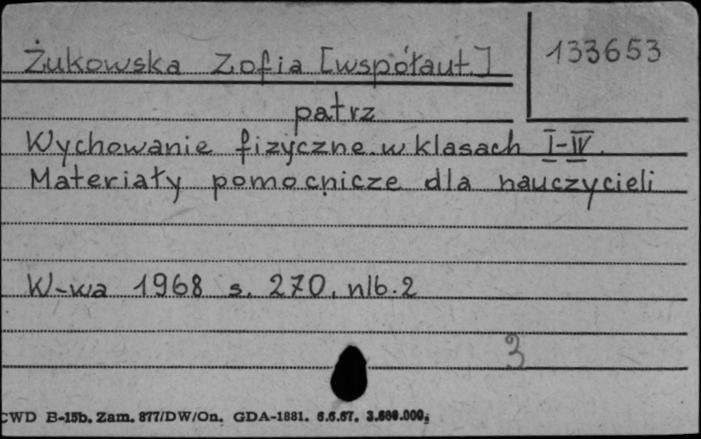 Żukowska Zofia [współaut.] 133653
patrz
Wychowanie fizyczne w klasach I-IV.
Materiały pomocnicze dla nauczycieli
W-wa 1968 s. 270, nlb. 2
3
CWD B-15b. Zam. 877/DW/On. GDA-1881. 6.6.67. 3.600.000.